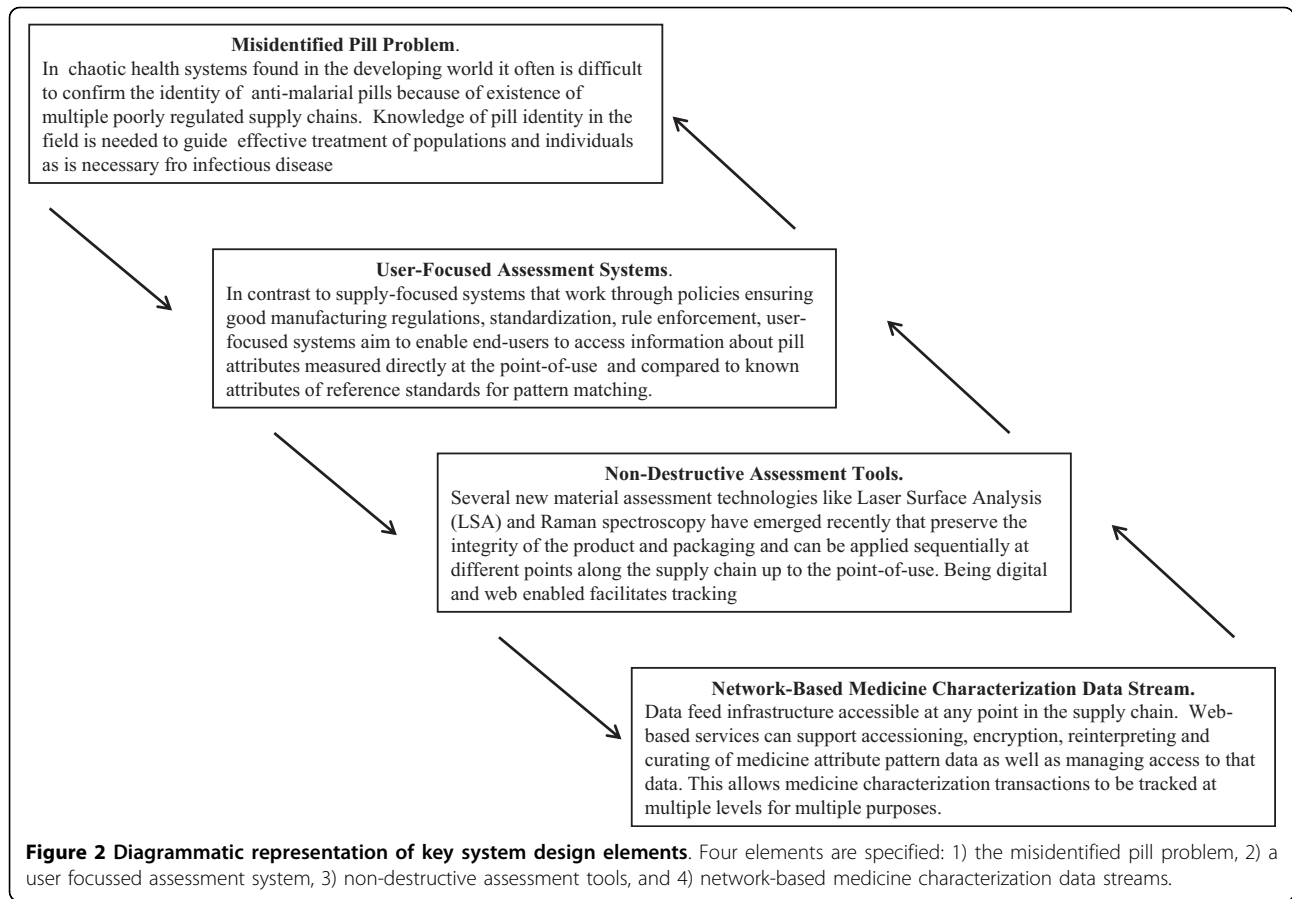 Misidentified Pill Problem.
In chaotic health systems found in the developing world it often is difficult
to confirm the identity of anti-malarial pills because of existence of
multiple poorly regulated supply chains. Knowledge of pill identity in the
field is needed to guide effective treatment of populations and individuals
as is necessary fro infectious disease
User-Focused Assessment Systems.
In contrast to supply-focused systems that work through policies ensuring
good manufacturing regulations, standardization, rule enforcement, user-
focused systems aim to enable end-users to access information about pill
attributes measured directly at the point-of-use and compared to known
attributes of reference standards for pattern matching.
Non-Destructive Assessment Tools.
Several new material assessment technologies like Laser Surface Analysis
(LSA) and Raman spectroscopy have emerged recently that preserve the
integrity of the product and packaging and can be applied sequentially at
different points along the supply chain up to the point-of-use. Being digital
and web enabled facilitates tracking
Network-Based Medicine Characterization Data Stream.
Data feed infrastructure accessible at any point in the supply chain. Web-
based services can support accessioning, encryption, reinterpreting and
curating of medicine attribute pattern data as well as managing access to that
data. This allows medicine characterization transactions to be tracked at
multiple levels for multiple purposes.
Figure 2 Diagrammatic representation of key system design elements. Four elements are specified: 1) the misidentified pill problem, 2) a
user focussed assessment system, 3) non-destructive assessment tools, and 4) network-based medicine characterization data streams.